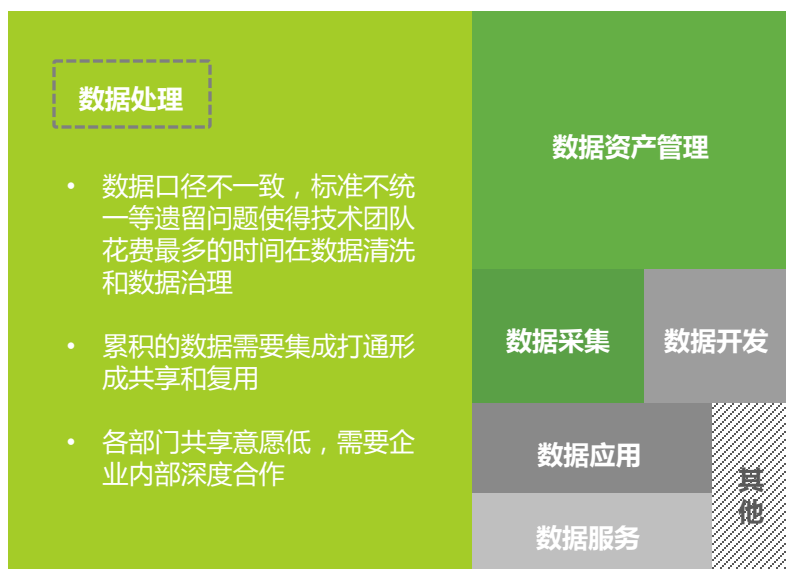 数据处理
• 数据口径不一致，标准不统
一等遗留问题使得技术团队
花费最多的时间在数据清洗
和数据治理
• 累积的数据需要集成打通形
成共享和复用
• 各部门共享意愿低，需要企
业内部深度合作
数据资产管理
数据采集
数据开发
数据应用
数据服务
其
他